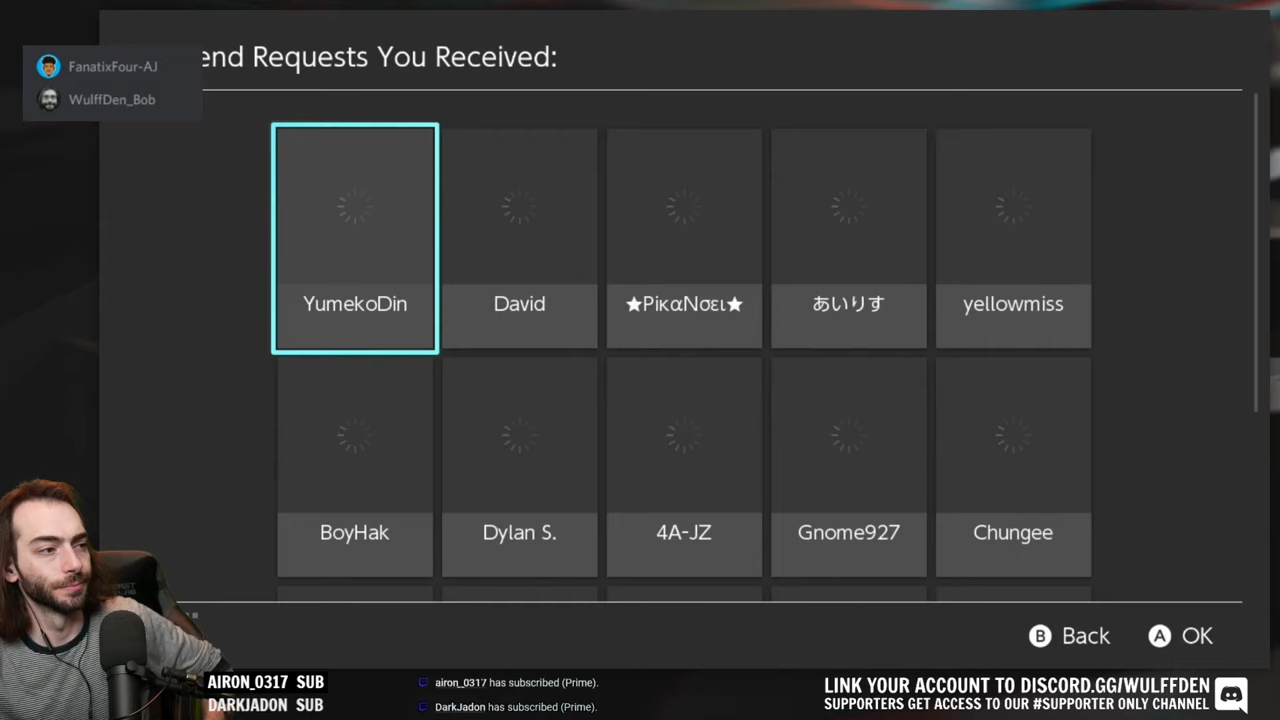 end Requests You Received:
FanatixFour-AJ
WulffDen_Bob
YumekoDin
David
★PικαNσει★
あいりす
yellowmiss
BoyHak
Dylan S.
4A-JZ
Gnome927
Chungee
B Back
A OK
AIRON_0317 SUB
DARKJADON SUB
airon_0317 has subscribed (Prime).
DarkJadon has subscribed (Prime).
LINK YOUR ACCOUNT TO DISCORD.GG/WULFFDEN
SUPPORTERS GET ACCESS TO OUR #SUPPORTER ONLY CHANNEL